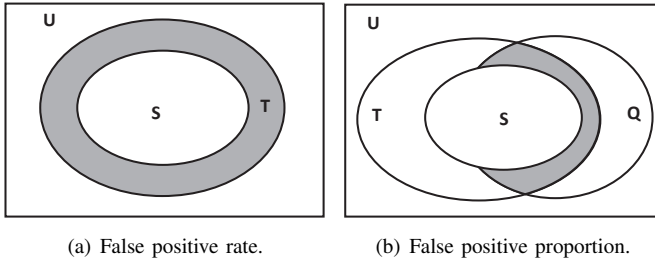 U
S
T
(a) False positive rate.
U
T
S
Q
(b) False positive proportion.